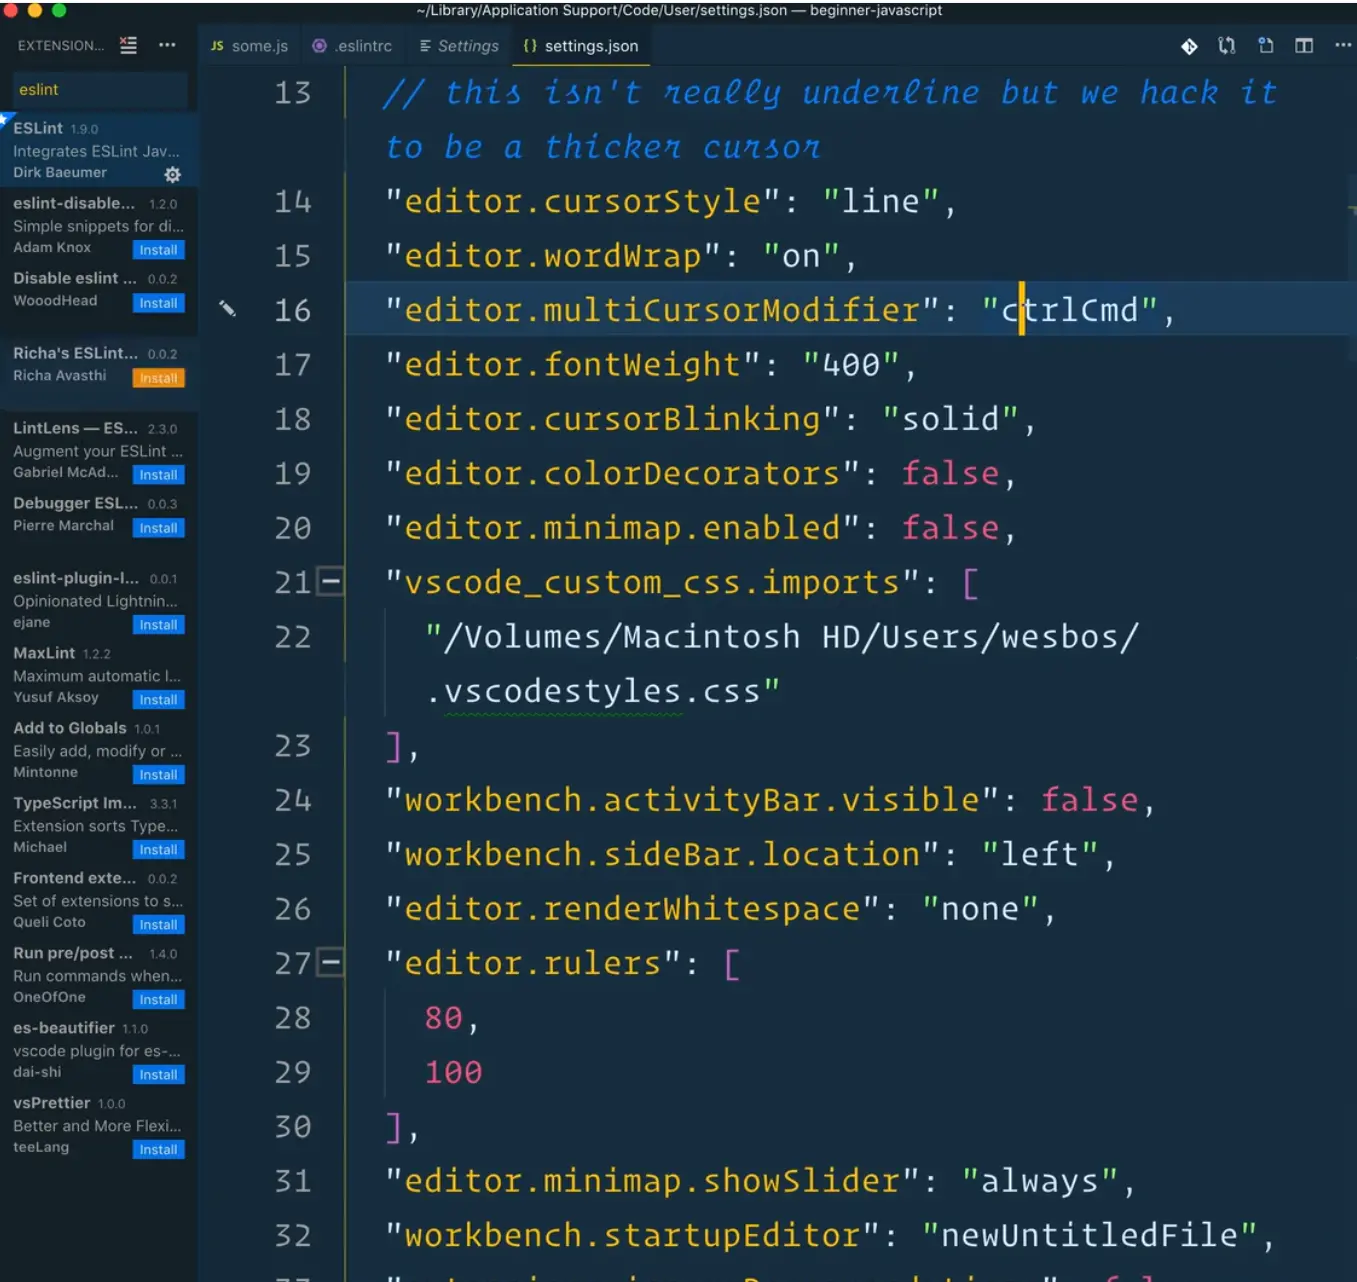 ~/Library/Application Support/Code/User/settings.json — beginner-javascript
EXTENSION...
JS some.js
.eslintrc
Settings
{} settings.json
eslint
ESLint 1.9.0
Integrates ESLint Jav...
Dirk Baeumer
eslint-disable... 1.2.0
Simple snippets for di...
Adam Knox Install
Disable eslint ... 0.0.2
WooodHead Install
Richa's ESLint... 0.0.2
Richa Avasthi Install
LintLens — ES... 2.3.0
Augment your ESLint ...
Gabriel McAd... Install
Debugger ESL... 0.0.3
Pierre Marchal Install
eslint-plugin-l... 0.0.1
Opinionated Lightnin...
ejane Install
MaxLint 1.2.2
Maximum automatic l...
Yusuf Aksoy Install
Add to Globals 1.0.1
Easily add, modify or ...
Mintonne Install
TypeScript Im... 3.3.1
Extension sorts Type...
Michael Install
Frontend exte... 0.0.2
Set of extensions to s...
Queli Coto Install
Run pre/post ... 1.4.0
Run commands when...
OneOfOne Install
es-beautifier 1.1.0
vscode plugin for es-...
dai-shi Install
vsPrettier 1.0.0
Better and More Flexi...
teeLang Install
13 // this isn't really underline but we hack it
to be a thicker cursor
14 "editor.cursorStyle": "line",
15 "editor.wordWrap": "on",
16 "editor.multiCursorModifier": "ctrlCmd",
17 "editor.fontWeight": "400",
18 "editor.cursorBlinking": "solid",
19 "editor.colorDecorators": false,
20 "editor.minimap.enabled": false,
21 "vscode_custom_css.imports": [
22 "/Volumes/Macintosh HD/Users/wesbos/
.vscodestyles.css"
23 ],
24 "workbench.activityBar.visible": false,
25 "workbench.sideBar.location": "left",
26 "editor.renderWhitespace": "none",
27 "editor.rulers": [
28 80,
29 100
30 ],
31 "editor.minimap.showSlider": "always",
32 "workbench.startupEditor": "newUntitledFile",